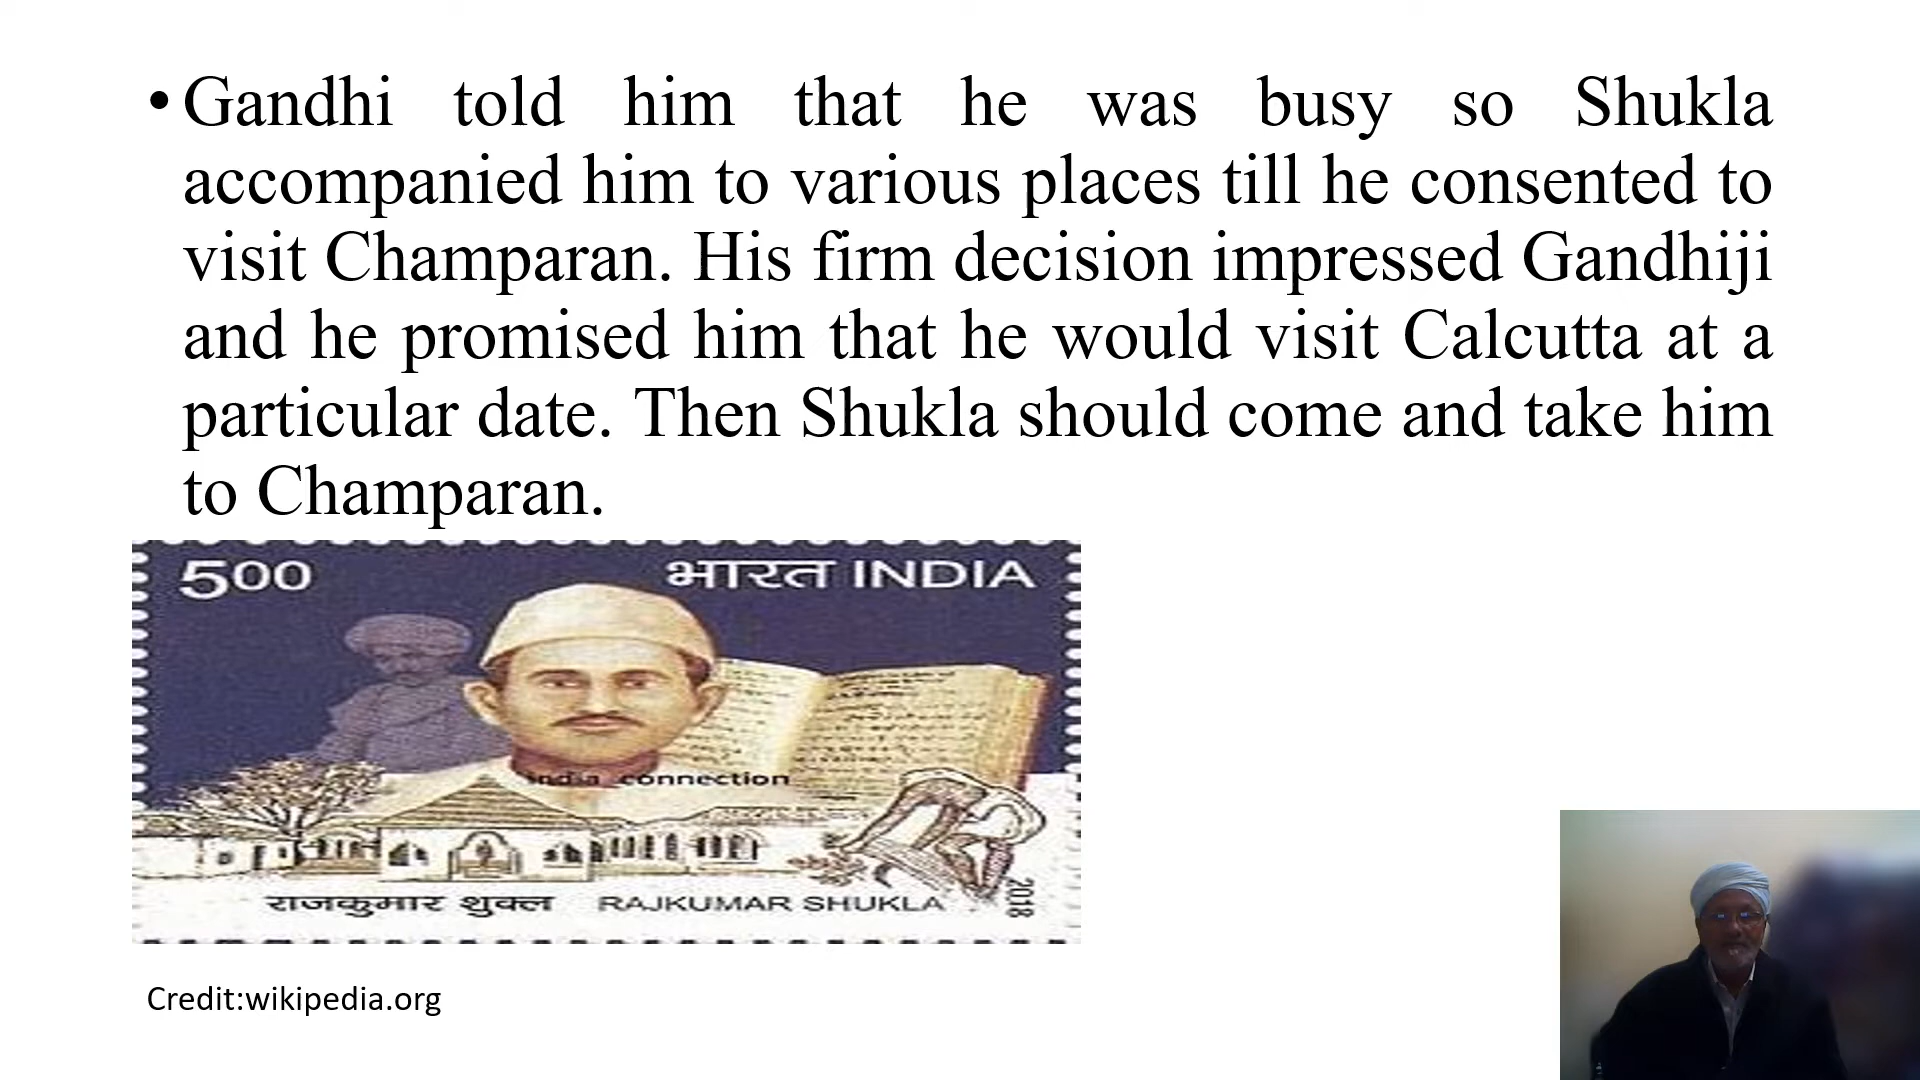 • Gandhi told him that he was busy so Shukla
accompanied him to various places till he consented to
visit Champaran. His firm decision impressed Gandhiji
and he promised him that he would visit Calcutta at a
particular date. Then Shukla should come and take him
to Champaran.
500 भारत INDIA
india_connection
राजकुमार शुक्ल RAJKUMAR SHUKLA
2018
Credit:wikipedia.org